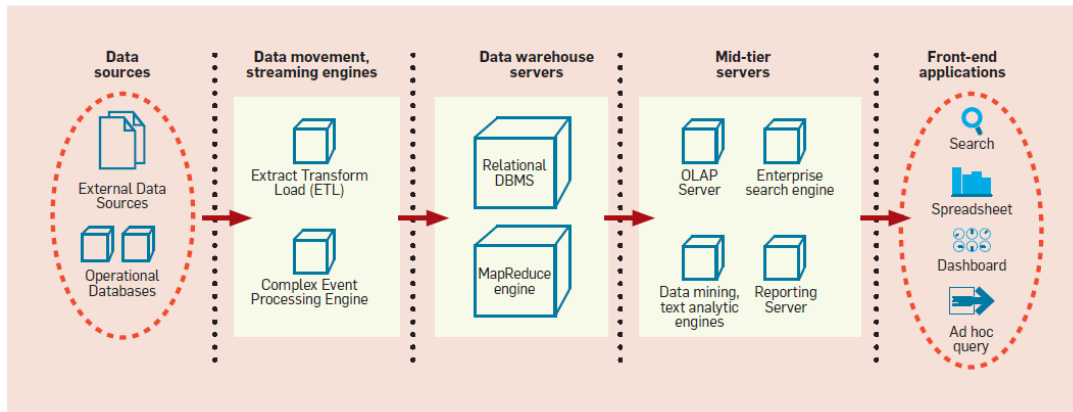 Data
sources
Data movement,
streaming engines
Data warehouse
servers
Mid-tier
servers
Front-end
applications
External Data
Sources
Operational
Databases
Extract Transform
Load (ETL)
Complex Event
Processing Engine
Relational
DBMS
MapReduce
engine
OLAP
Server
Enterprise
search engine
Data mining,
text analytic
engines
Reporting
Server
Search
Spreadsheet
Dashboard
Ad hoc
query